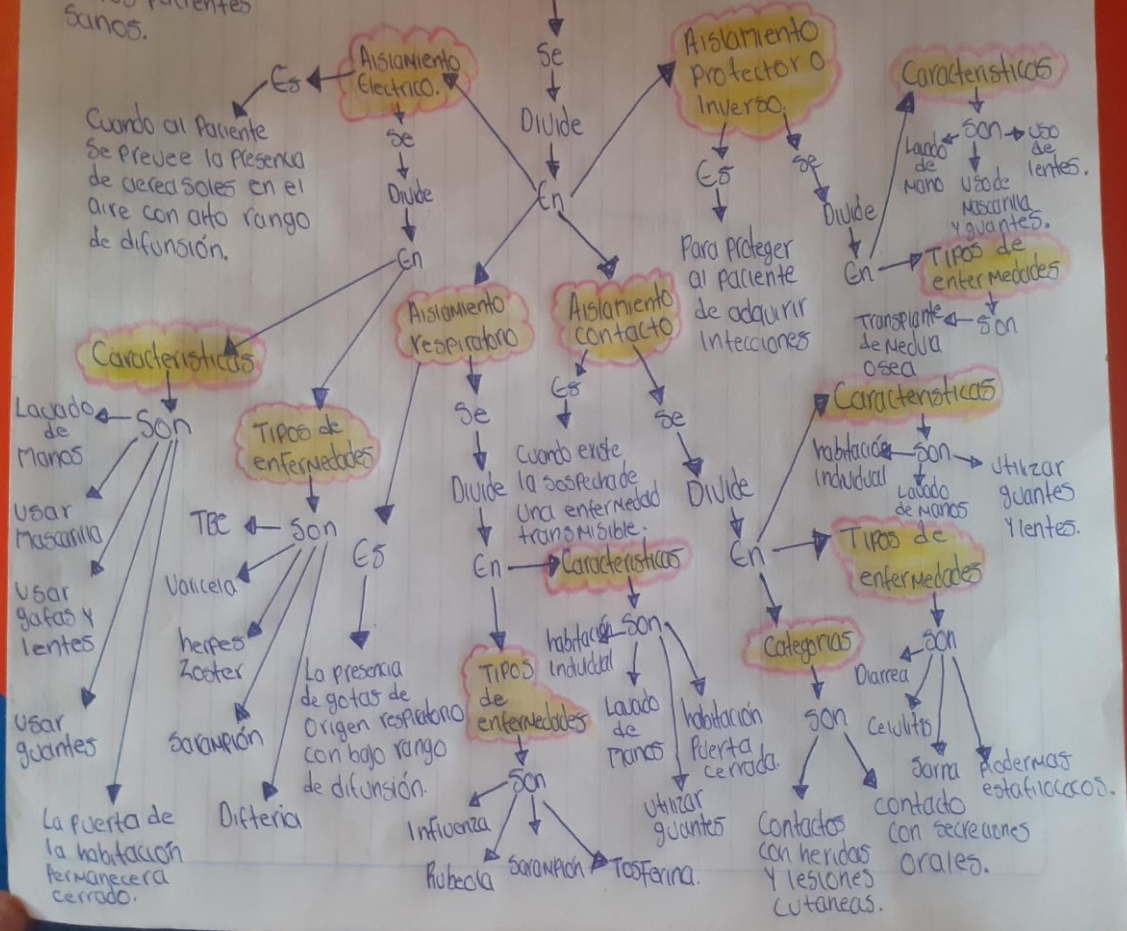 Sanos.
Se
Divide
En
Aislamiento
Electrico.
Es
Cuando al Paciente
Se Prevee la Presencia
de aereasoles en el
aire con alto rango
de difunsión.
Se
Divide
En
Características
Son
Lavado
de
Manos
usar
Mascarilla
usar
gafas y
lentes
usar
guantes
La puerta de
la habitación
Permanecera
cerrado.
Tipos de
enfermedades
Son
TBC
Varicela
herpes
Zoster
Sarampión
Difteria
Aislamiento
respiratorio
Es
La presencia
de gotas de
Origen respiratorio
con bajo rango
de difunsión.
Se
Divide
En
Características
Son
habitación
individual
Lavado
de
manos
utilizar
guantes
habitación
Puerta
cerrada.
Tipos
de
enfermedades
Son
Influenza
Rubeola
Sarampión
Tosferina.
Aislamiento
contacto
Es
Cuando existe
la sospecha de
una enfermedad
transmisible.
Se
Divide
En
Características
Son
habitación
individual
Lavado
de manos
utilizar
guantes
y lentes.
Tipos de
enfermedades
Son
Diarrea
Celulitis
Sarna
Piodermas
estafilococos.
Categorias
Son
Contactos
con heridas
y lesiones
cutaneas.
contacto
con secreciones
orales.
Aislamiento
Protector o
Inverso.
Es
Para Proteger
al paciente
de adquirir
Infecciones
Se
Divide
En
Características
Son
Lavado
de
Mano
uso de
Mascarilla
y guantes.
uso
de
lentes.
Tipos de
enfermedades
Son
Transplante
de Medua
Osea